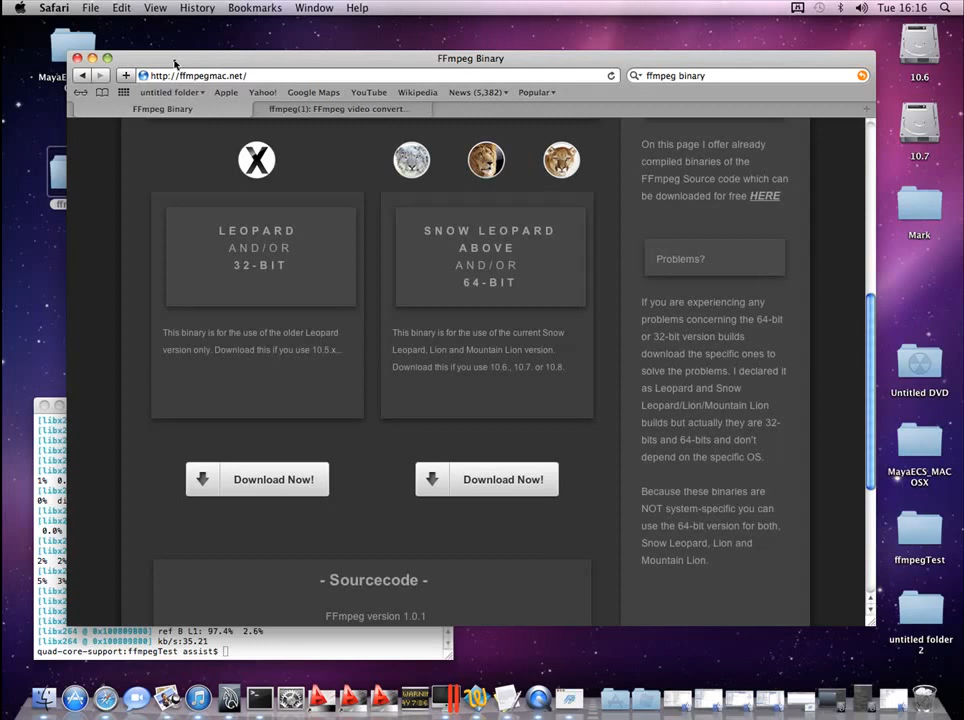 Safari File Edit View History Bookmarks Window Help
Tue 16:16
FFmpeg Binary
http://ffmpegmac.net/
ffmpeg binary
untitled folder Apple Yahoo! Google Maps YouTube Wikipedia News (5,382) Popular
FFmpeg Binary
ffmpeg(1): FFmpeg video convert...
X
LEOPARD
AND/OR
32-BIT
This binary is for the use of the older Leopard
version only. Download this if you use 10.5.x..
Download Now!
SNOW LEOPARD
ABOVE
AND/OR
64-BIT
This binary is for the use of the current Snow
Leopard, Lion and Mountain Lion version.
Download this if you use 10.6., 10.7. or 10.8.
Download Now!
- Sourcecode -
FFmpeg version 1.0.1
On this page I offer already
compiled binaries of the
FFmpeg Source code which can
be downloaded for free HERE
Problems?
If you are experiencing any
problems concerning the 64-bit
or 32-bit version builds
download the specific ones to
solve the problems. I declared it
as Leopard and Snow
Leopard/Lion/Mountain Lion
builds but actually they are 32-
bits and 64-bits and don't
depend on the specific OS.
Because these binaries are
NOT system-specific you can
use the 64-bit version for both,
Snow Leopard, Lion and
Mountain Lion.
[libx264 @ 0x100809800] ref B L1: 97.4% 2.6%
[libx264 @ 0x100809800] kb/s:35.21
quad-core-support:ffmpegTest assist$
10.6
10.7
Mark
Untitled DVD
MayaECS_MAC
OSX
ffmpegTest
untitled folder
2